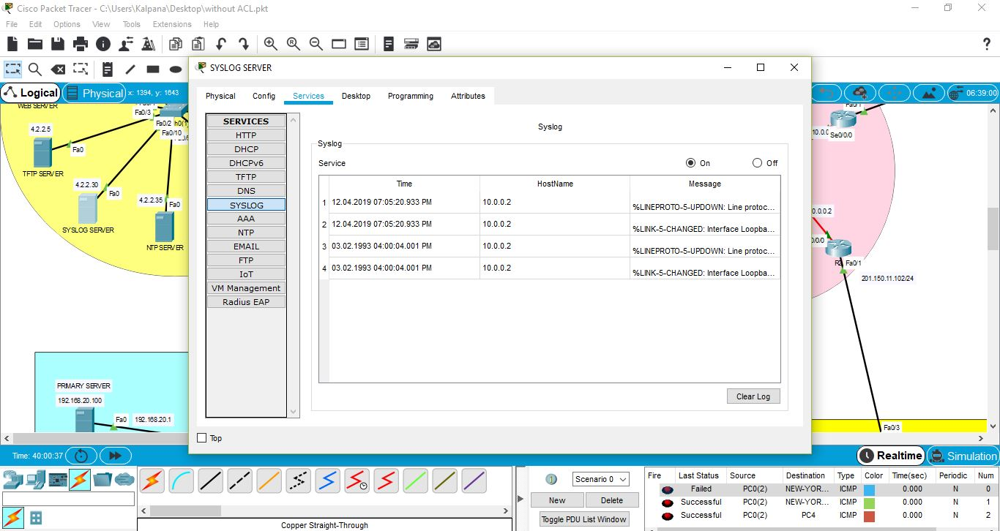 Cisco Packet Tracer - C:\Users\Kalpana\Desktop\without ACL.pkt
File Edit Options View Tools Extensions Help
?
SYSLOG SERVER
Logical Physical x: 1394, y: 1643
06:39:00
Physical Config Services Desktop Programming Attributes
WEB SERVER
Fa0/3
Fa0/2
Fa0/10
4.2.2.5
Fa0
TFTP SERVER
4.2.2.30
Fa0
SYSLOG SERVER
4.2.2.35
Fa0
NTP SERVER
PRIMARY SERVER
192.168.20.100
Fa0 192.168.20.1
SERVICES
HTTP
DHCP
DHCPv6
TFTP
DNS
SYSLOG
AAA
NTP
EMAIL
FTP
IoT
VM Management
Radius EAP
Syslog
Syslog
Service On Off
Time HostName Message
1 12.04.2019 07:05:20.933 PM 10.0.0.2 %LINEPROTO-5-UPDOWN: Line protoc...
2 12.04.2019 07:05:20.933 PM 10.0.0.2 %LINK-5-CHANGED: Interface Loopba...
3 03.02.1993 04:00:04.001 PM 10.0.0.2 %LINEPROTO-5-UPDOWN: Line protoc...
4 03.02.1993 04:00:04.001 PM 10.0.0.2 %LINK-5-CHANGED: Interface Loopba...
Clear Log
Top
Se0/0/0
Fa0/1
201.150.11.102/24
Fa0/3
Time: 40:00:37
Realtime Simulation
Copper Straight-Through
Scenario 0
New Delete
Toggle PDU List Window
Fire Last Status Source Destination Type Color Time(sec) Periodic Num
Failed PC0(2) NEW-YOR... ICMP 0.000 N 0
Successful PC0(2) NEW-YOR... ICMP 0.000 N 1
Successful PC0(2) PC4 ICMP 0.000 N 2